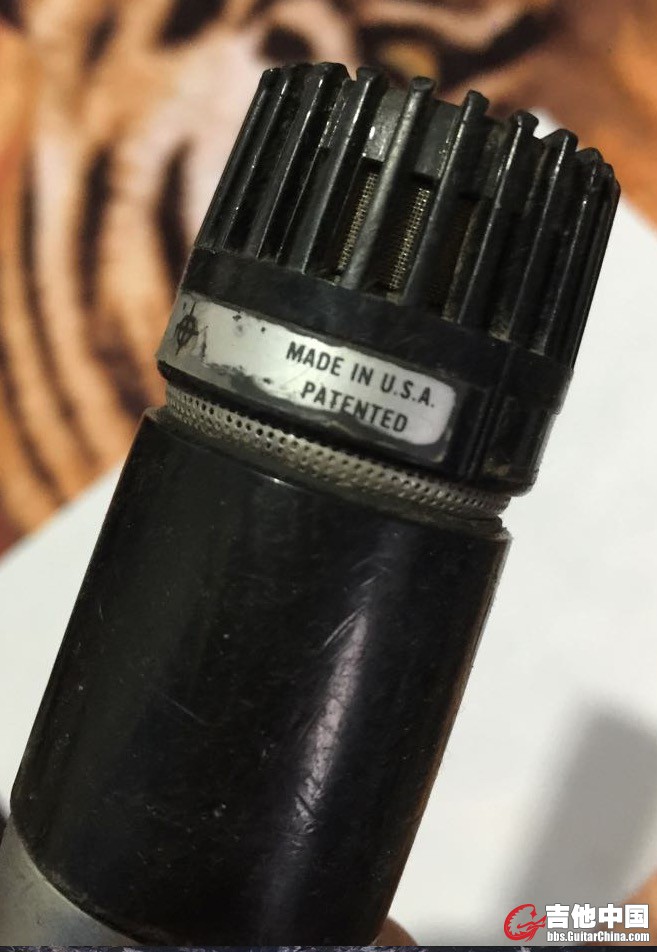 MADE IN U.S.A.
PATENTED
吉他中国
bbs.GuitarChina.com